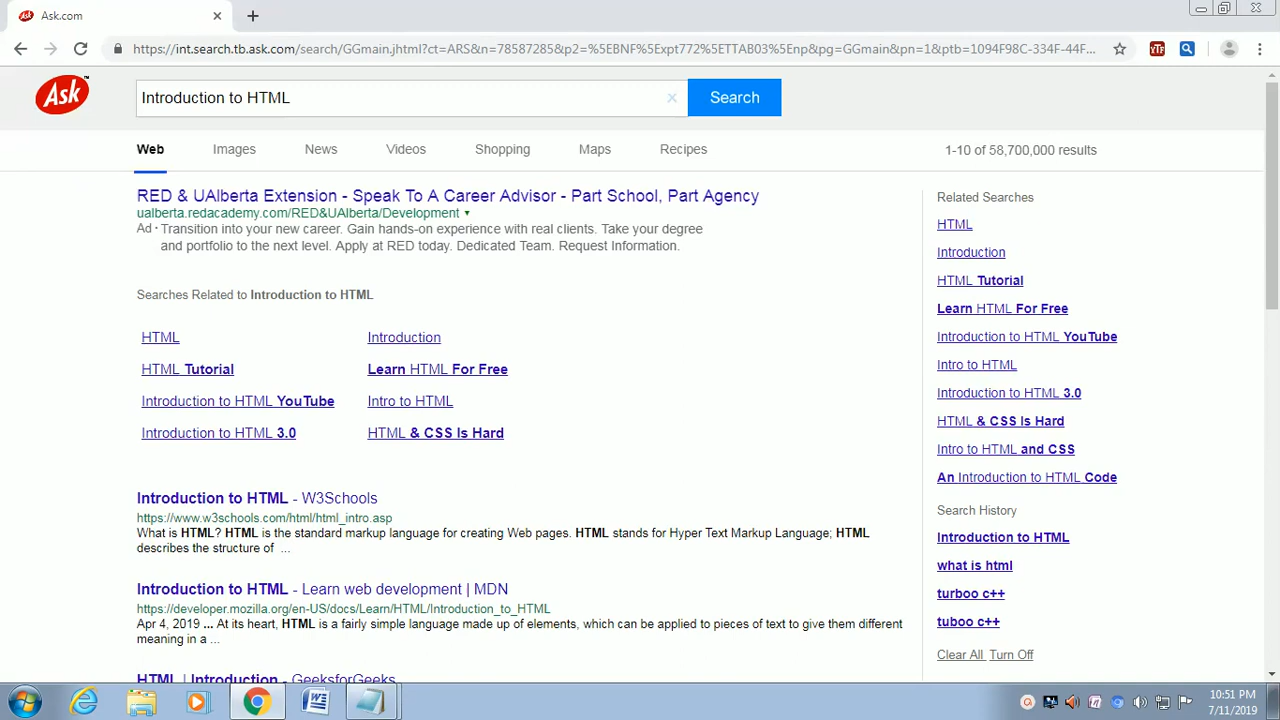 Ask.com
https://int.search.tb.ask.com/search/GGmain.jhtml?ct=ARS&n=78587285&p2=%5EBNF%5Expt772%5ETTAB03%5Enp&pg=GGmain&pn=1&ptb=1094F98C-334F-44F...
YTF
Ask™
Introduction to HTML
Search
Web Images News Videos Shopping Maps Recipes
1-10 of 58,700,000 results
RED & UAlberta Extension - Speak To A Career Advisor - Part School, Part Agency
ualberta.redacademy.com/RED&UAlberta/Development
Ad · Transition into your new career. Gain hands-on experience with real clients. Take your degree
and portfolio to the next level. Apply at RED today. Dedicated Team. Request Information.
Searches Related to Introduction to HTML
HTML Introduction
HTML Tutorial Learn HTML For Free
Introduction to HTML YouTube Intro to HTML
Introduction to HTML 3.0 HTML & CSS Is Hard
Introduction to HTML - W3Schools
https://www.w3schools.com/html/html_intro.asp
What is HTML? HTML is the standard markup language for creating Web pages. HTML stands for Hyper Text Markup Language; HTML
describes the structure of ...
Introduction to HTML - Learn web development | MDN
https://developer.mozilla.org/en-US/docs/Learn/HTML/Introduction_to_HTML
Apr 4, 2019 ... At its heart, HTML is a fairly simple language made up of elements, which can be applied to pieces of text to give them different
meaning in a ...
HTML | Introduction - GeeksforGeeks
Related Searches
HTML
Introduction
HTML Tutorial
Learn HTML For Free
Introduction to HTML YouTube
Intro to HTML
Introduction to HTML 3.0
HTML & CSS Is Hard
Intro to HTML and CSS
An Introduction to HTML Code
Search History
Introduction to HTML
what is html
turboo c++
tuboo c++
Clear All Turn Off
10:51 PM
7/11/2019